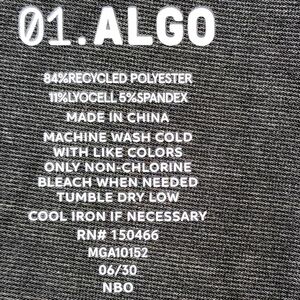 01.ALGO
84%RECYCLED POLYESTER
11%LYOCELL 5%SPANDEX
MADE IN CHINA
MACHINE WASH COLD
WITH LIKE COLORS
ONLY NON-CHLORINE
BLEACH WHEN NEEDED
TUMBLE DRY LOW
COOL IRON IF NECESSARY
RN# 150466
MGA10152
06/30
NBO